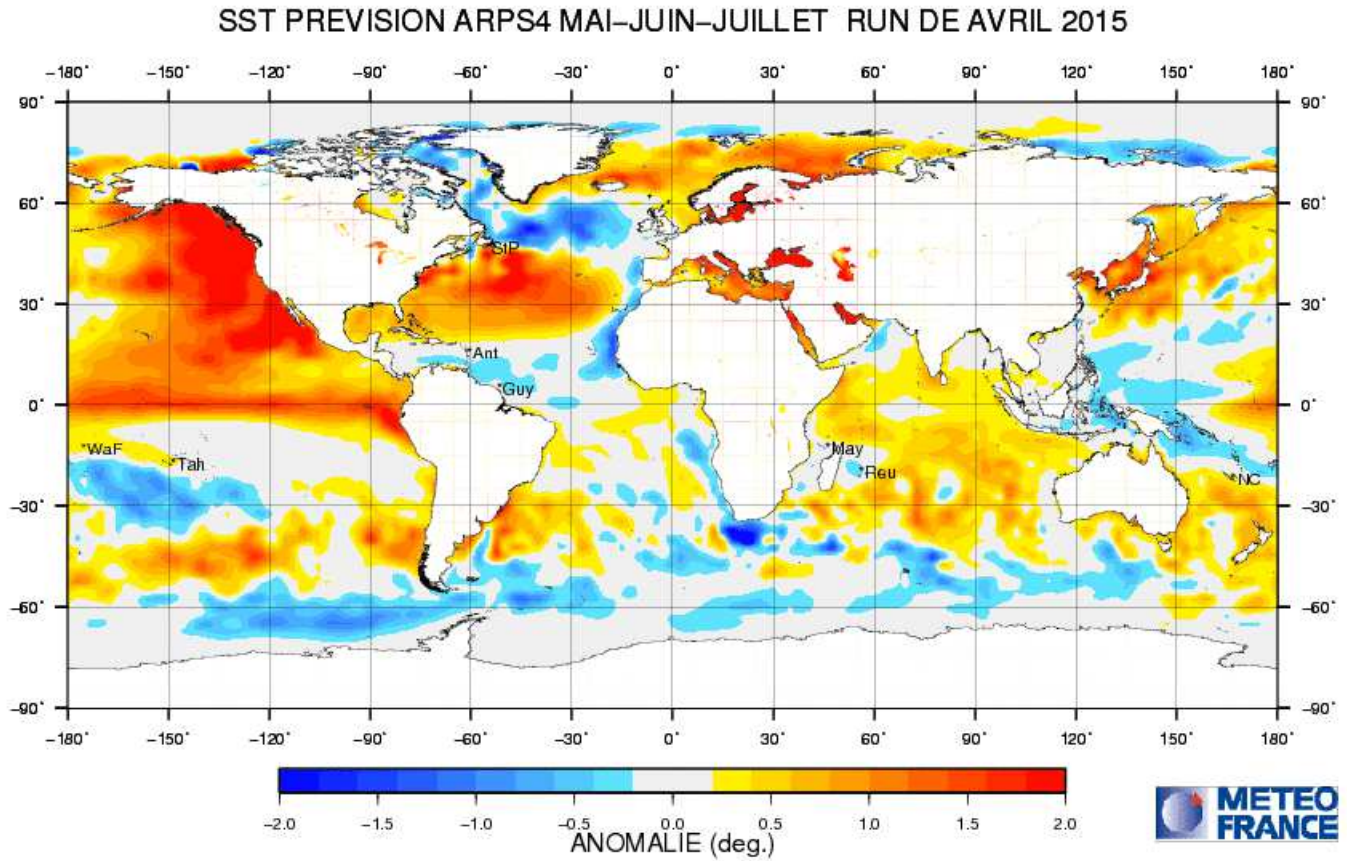 SST PREVISION ARPS4 MAI–JUIN–JUILLET RUN DE AVRIL 2015
−180˚ −150˚ −120˚ −90˚ −60˚ −30˚ 0˚ 30˚ 60˚ 90˚ 120˚ 150˚ 180˚
90˚ 90˚
60˚ 60˚
StP
30˚ 30˚
Ant
Guy
0˚ 0˚
WaF May
Tah Reu NC
−30˚ −30˚
−60˚ −60˚
−90˚ −90˚
−180˚ −150˚ −120˚ −90˚ −60˚ −30˚ 0˚ 30˚ 60˚ 90˚ 120˚ 150˚ 180˚
−2.0 −1.5 −1.0 −0.5 0.0 0.5 1.0 1.5 2.0
ANOMALIE (deg.)
METEO
FRANCE